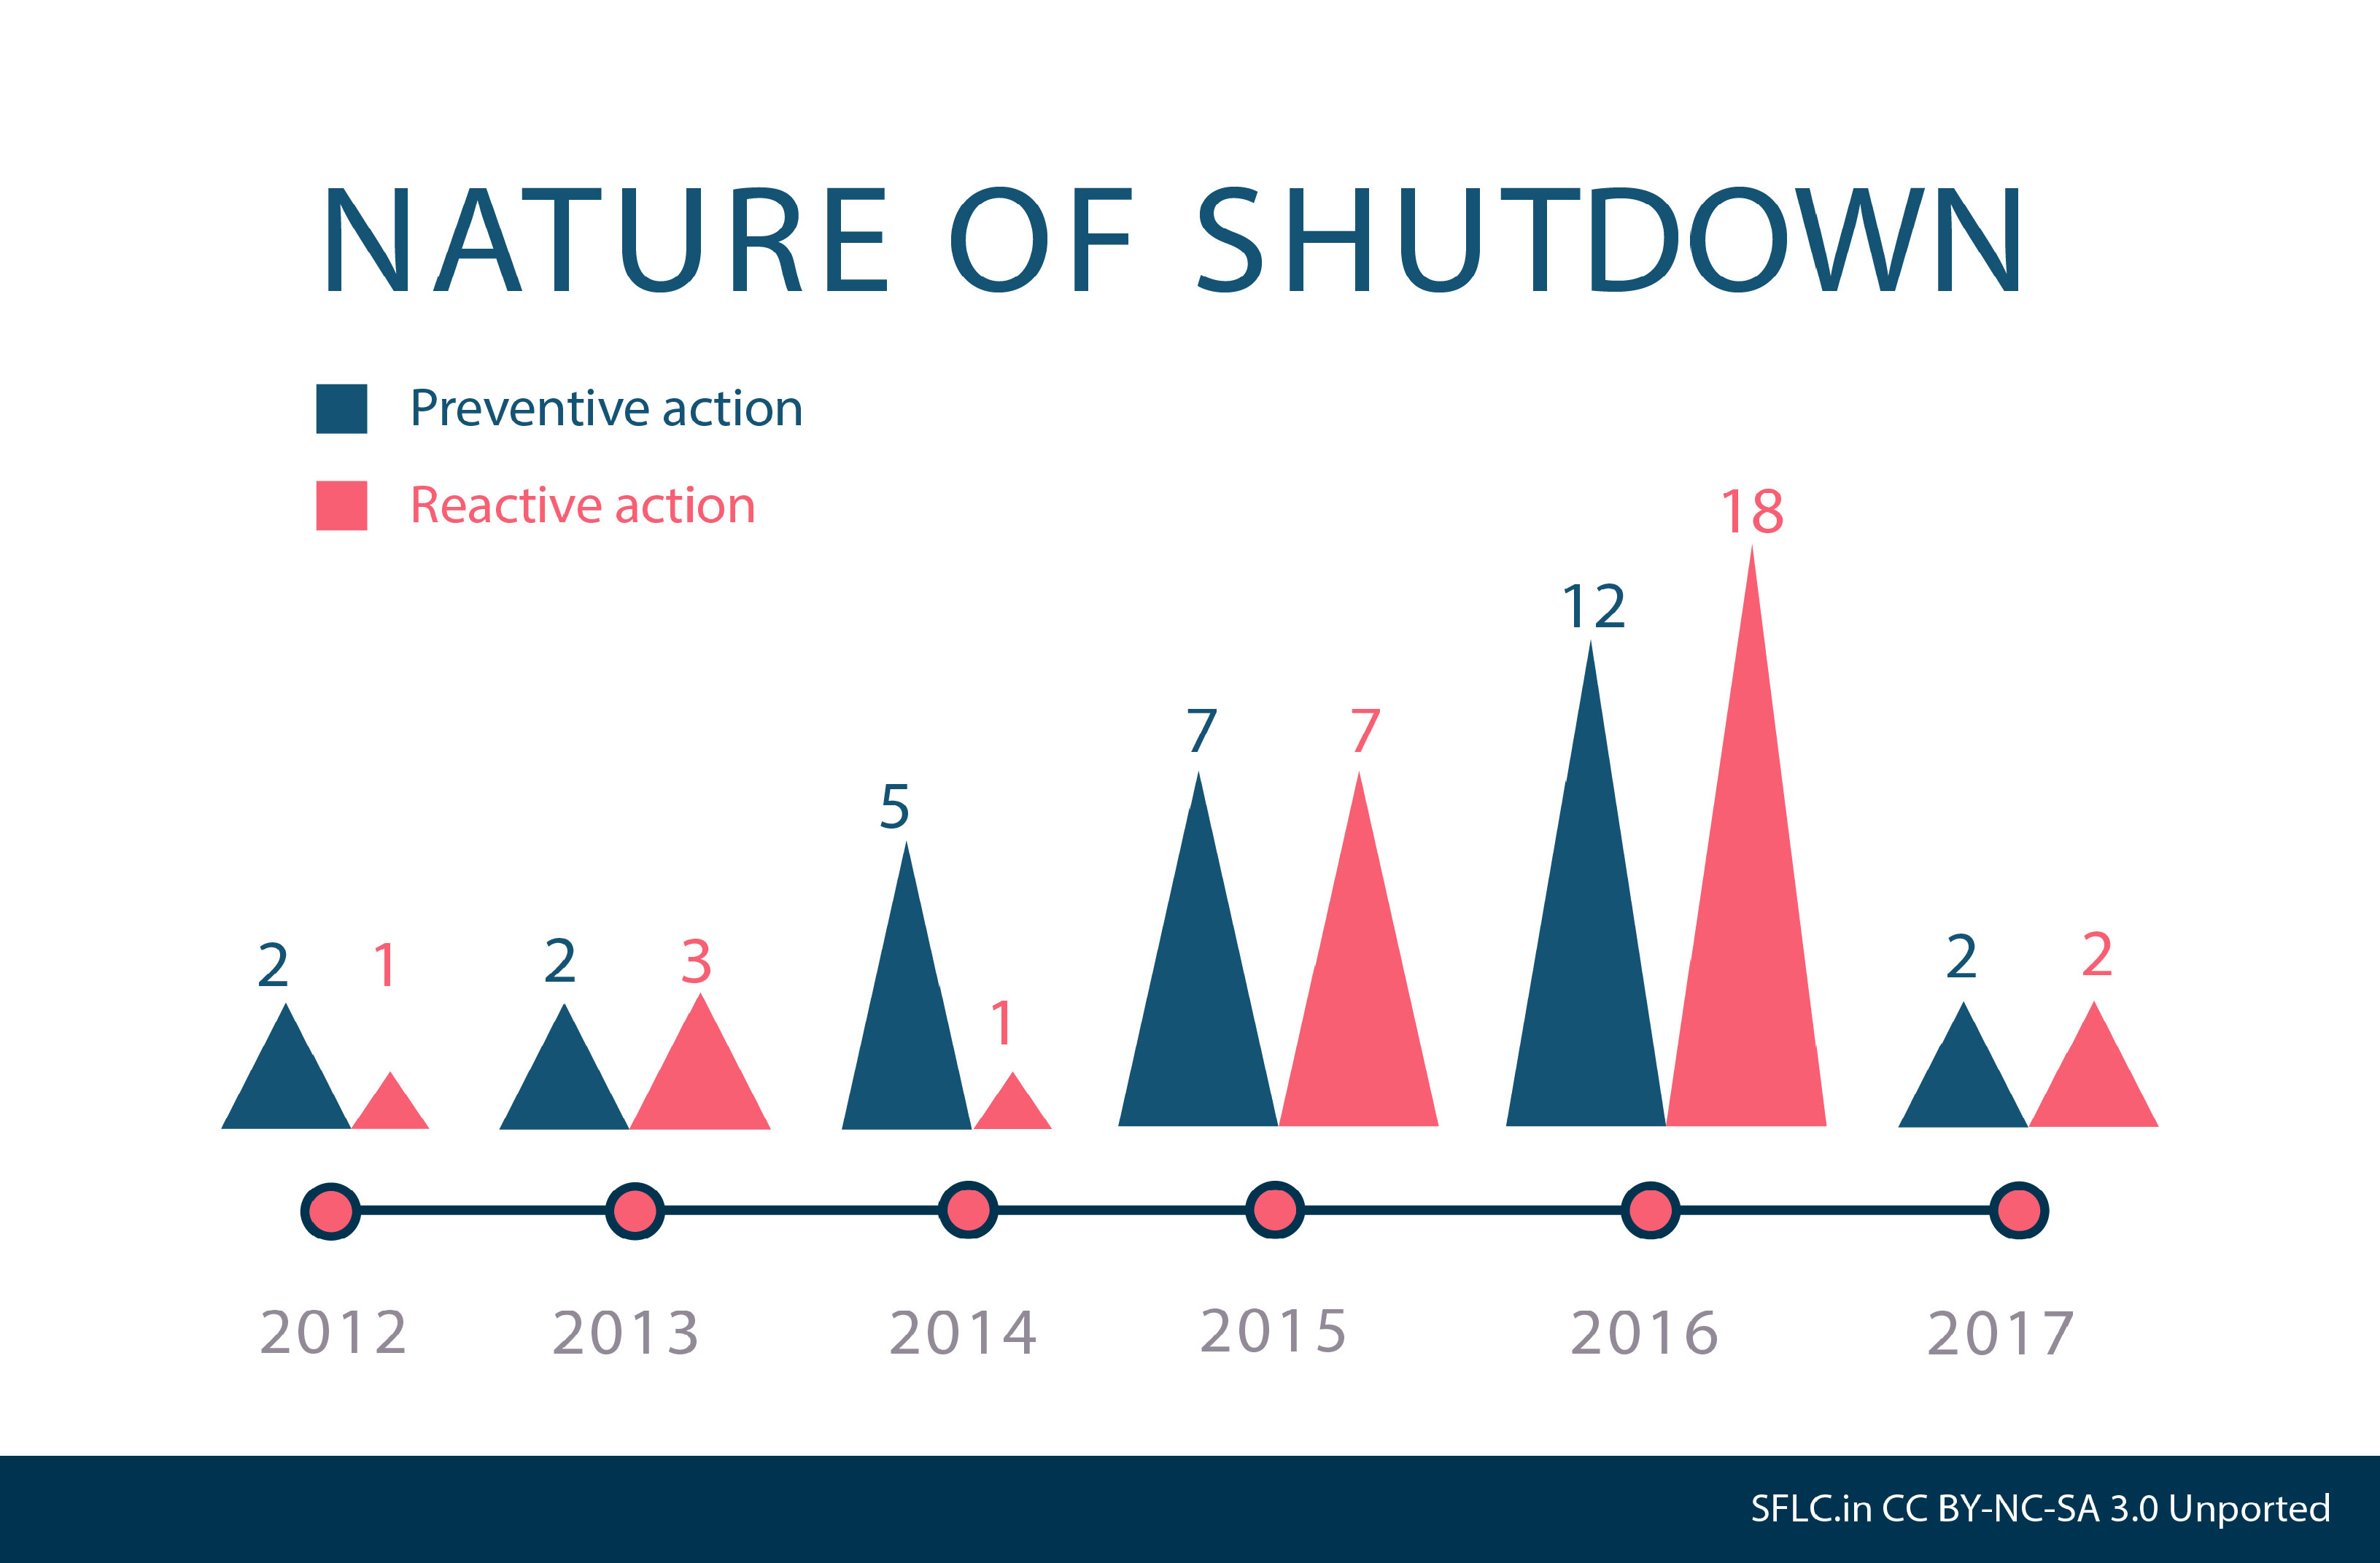 NATURE OF SHUTDOWN
Preventive action
Reactive action
18
12
7 7
5
2 1 2 3 1 2 2
2012 2013 2014 2015 2016 2017
SFLC.in CC BY-NC-SA 3.0 Unported